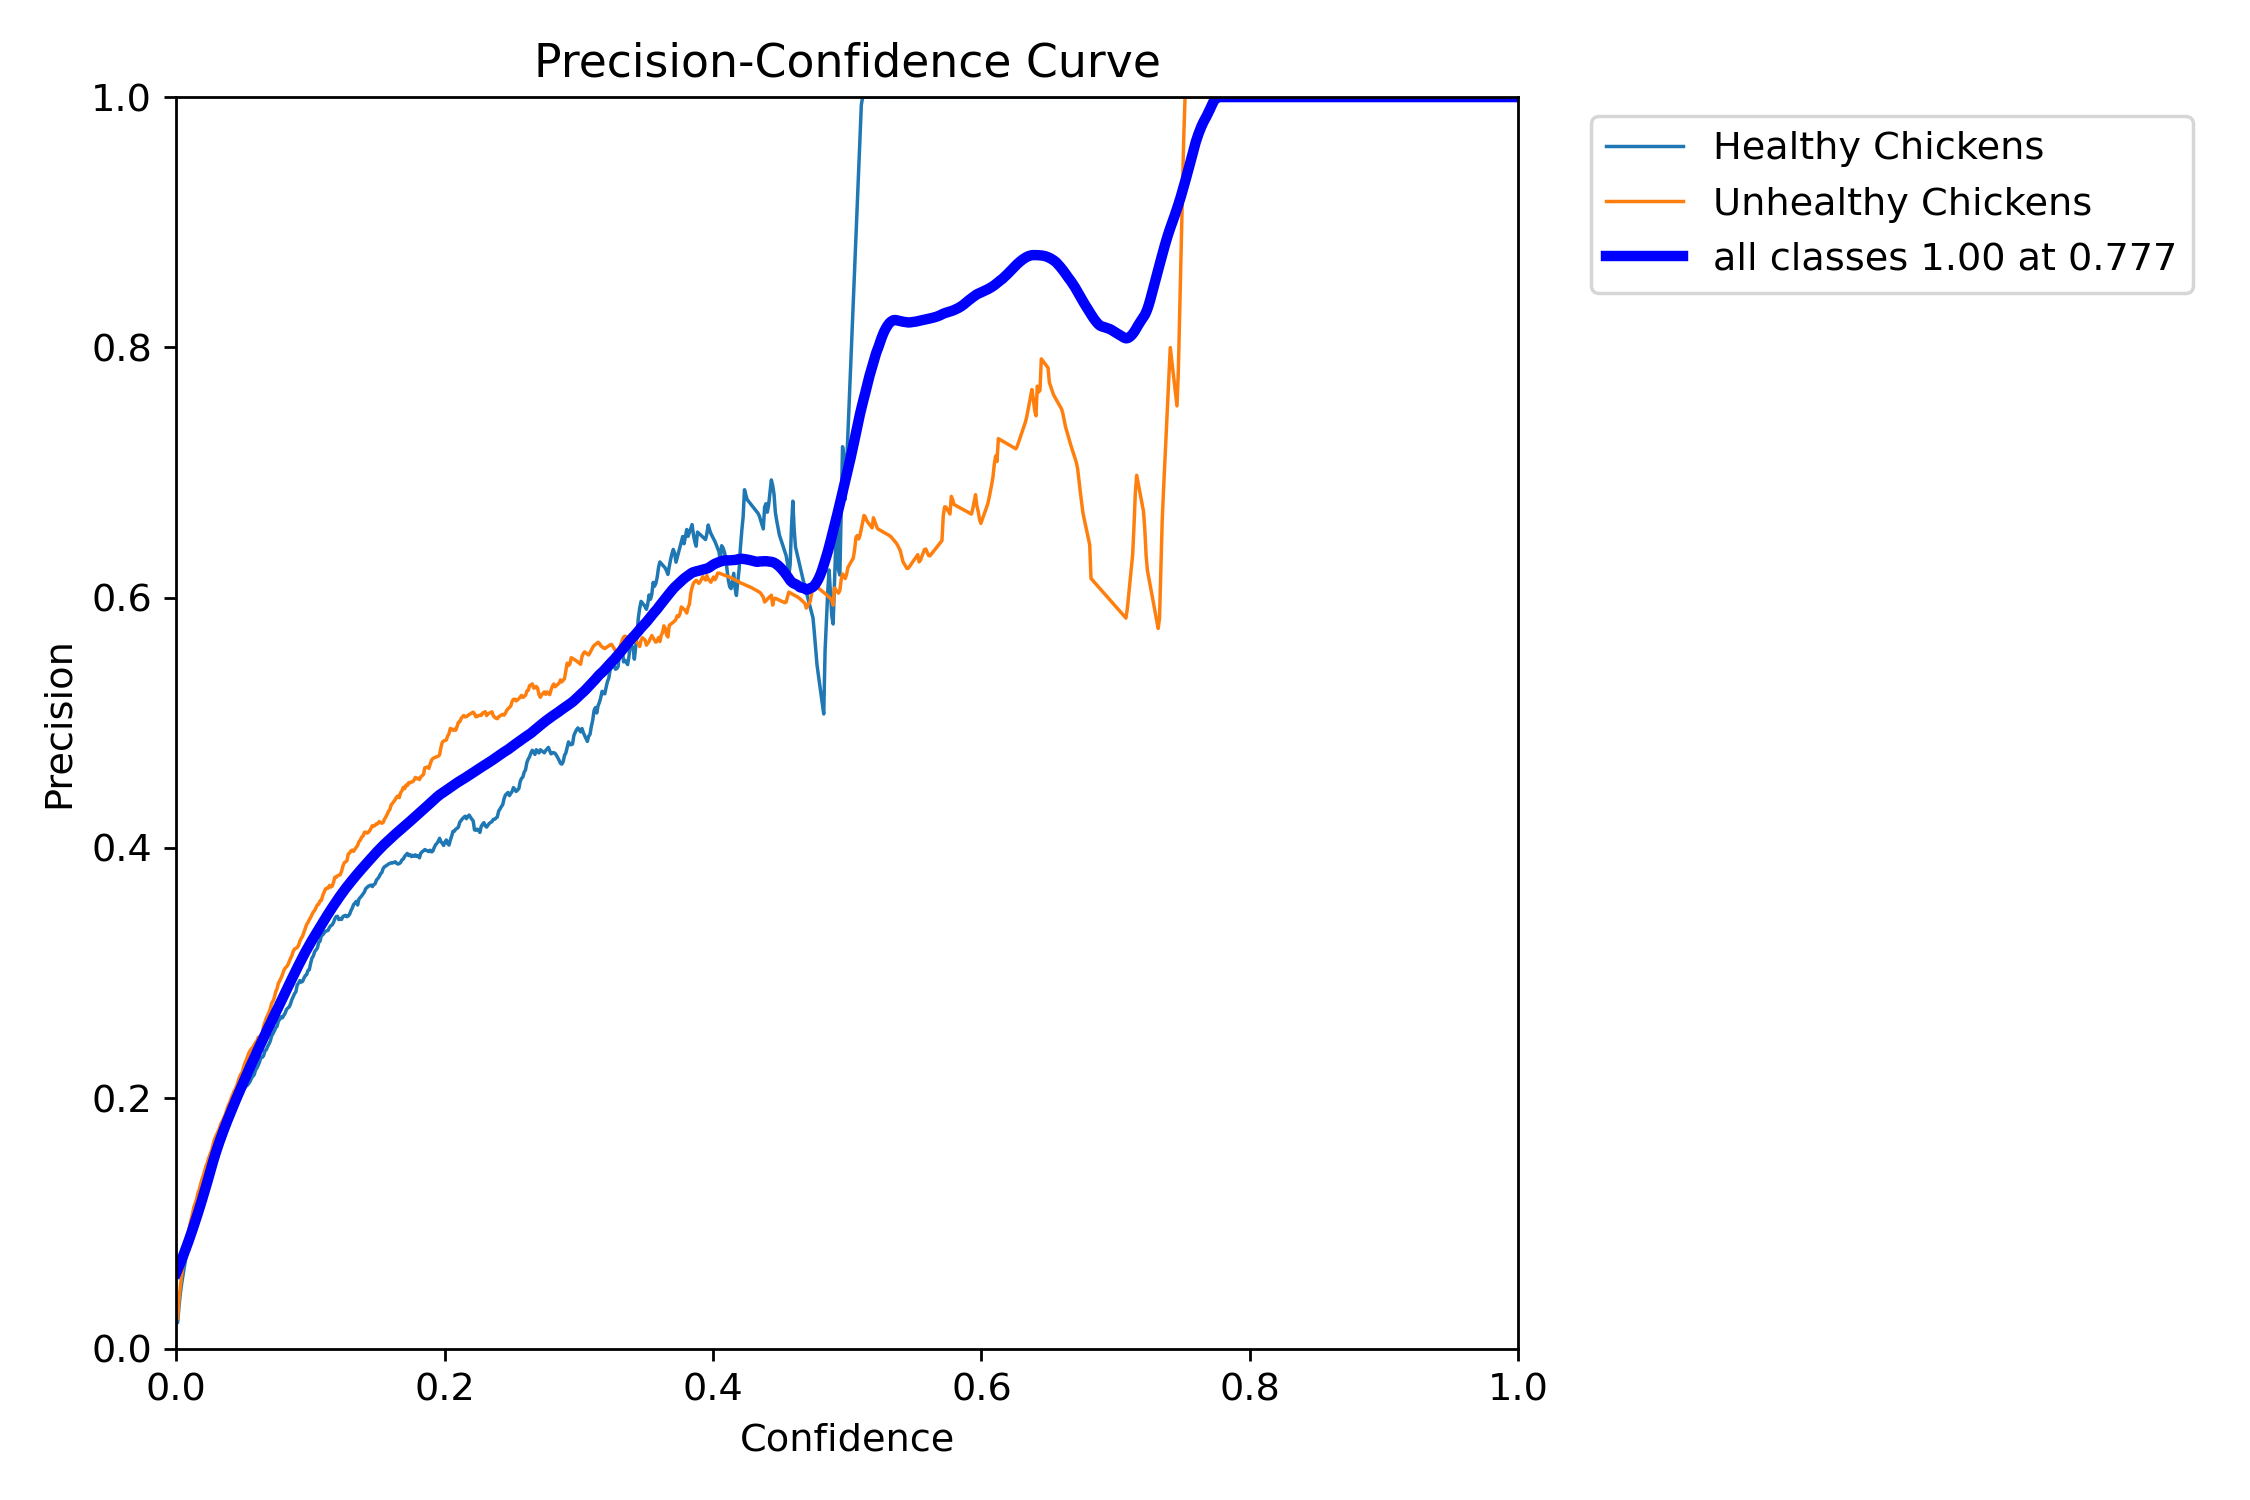 Precision-Confidence Curve
1.0
0.8
0.6
0.4
0.2
0.0
Precision
0.0 0.2 0.4 0.6 0.8 1.0
Confidence
Healthy Chickens
Unhealthy Chickens
all classes 1.00 at 0.777